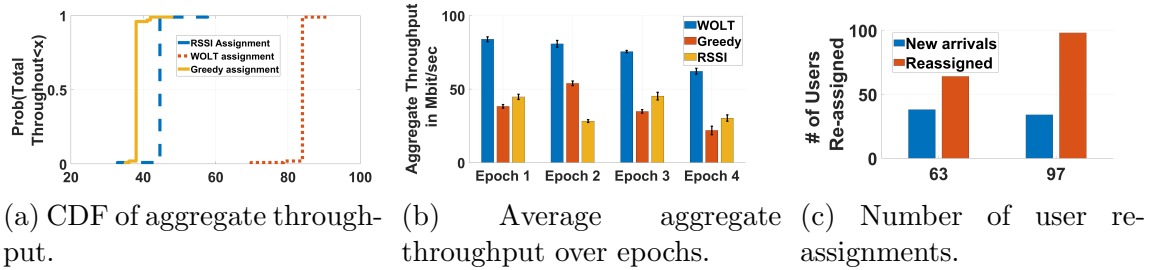 Prob(Total
Throughout<x)
1
0.5
0
20
40
60
80
100
RSSI Assignment
WOLT assignment
Greedy assignment
(a) CDF of aggregate through-
put.
Aggregate Throughput
in Mbit/sec
100
50
0
Epoch 1
Epoch 2
Epoch 3
Epoch 4
WOLT
Greedy
RSSI
(b) Average aggregate
throughput over epochs.
# of Users
Re-assigned
100
50
0
63
97
New arrivals
Reassigned
(c) Number of user re-
assignments.